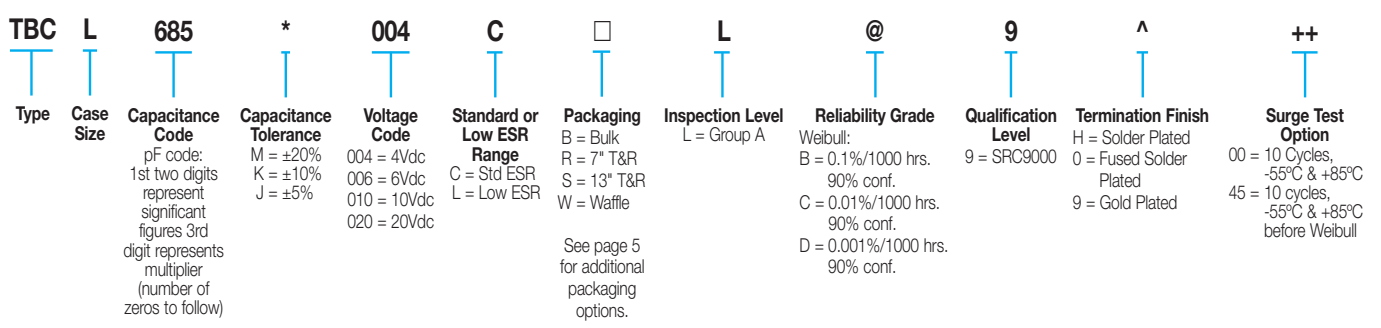 TBC L 685 * 004 C □ L @ 9 ^ ++
Type
Case
Size
Capacitance
Code
pF code:
1st two digits
represent
significant
figures 3rd
digit represents
multiplier
(number of
zeros to follow)
Capacitance
Tolerance
M = ±20%
K = ±10%
J = ±5%
Voltage
Code
004 = 4Vdc
006 = 6Vdc
010 = 10Vdc
020 = 20Vdc
Standard or
Low ESR
Range
C = Std ESR
L = Low ESR
Packaging
B = Bulk
R = 7" T&R
S = 13" T&R
W = Waffle
See page 5
for additional
packaging
options.
Inspection Level
L = Group A
Reliability Grade
Weibull:
B = 0.1%/1000 hrs.
90% conf.
C = 0.01%/1000 hrs.
90% conf.
D = 0.001%/1000 hrs.
90% conf.
Qualification
Level
9 = SRC9000
Termination Finish
H = Solder Plated
0 = Fused Solder
Plated
9 = Gold Plated
Surge Test
Option
00 = 10 Cycles,
-55ºC & +85ºC
45 = 10 cycles,
-55ºC & +85ºC
before Weibull